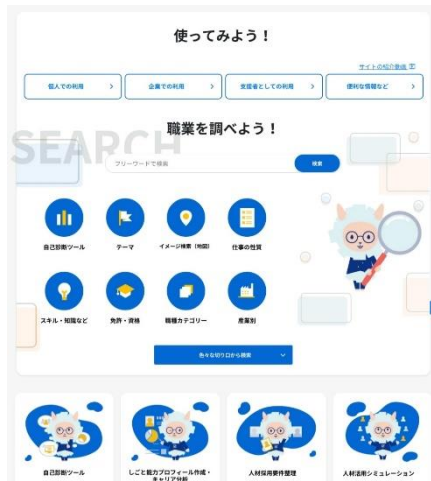 使ってみよう！
サイトの紹介動画
個人での利用
企業での利用
支援者としての利用
便利な情報など
SEARCH
職業を調べよう！
フリーワードで検索
検索
自己診断ツール
テーマ
イメージ検索（地図）
仕事の性質
スキル・知識など
免許・資格
職種カテゴリー
産業別
色々な切り口から検索
自己診断ツール
しごと能力プロフィール作成・
キャリア分析
人材採用要件整理
人材活用シミュレーション